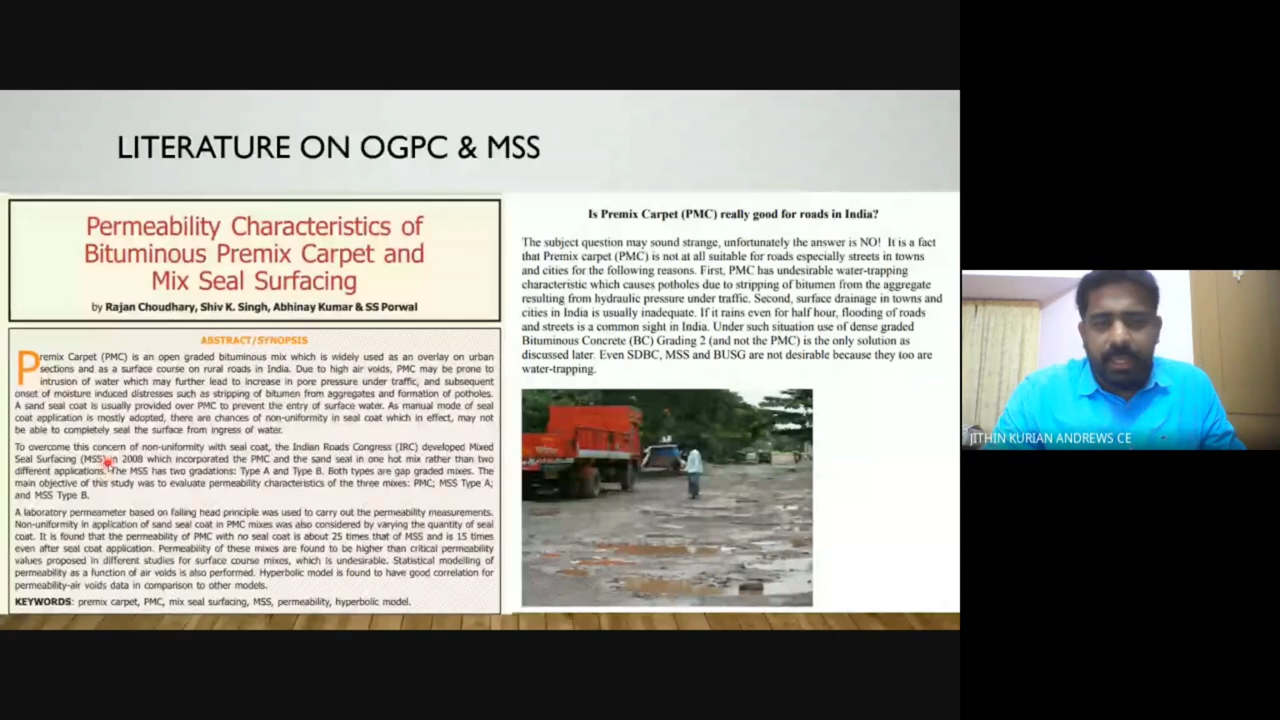 LITERATURE ON OGPC & MSS
Permeability Characteristics of
Bituminous Premix Carpet and
Mix Seal Surfacing
by Rajan Choudhary, Shiv K. Singh, Abhinay Kumar & SS Porwal
ABSTRACT/SYNOPSIS
Premix Carpet (PMC) is an open graded bituminous mix which is widely used as an overlay on urban
sections and as a surface course on rural roads in India. Due to high air voids, PMC may be prone to
intrusion of water which may further lead to increase in pore pressure under traffic, and subsequent
onset of moisture induced distresses such as stripping of bitumen from aggregates and formation of potholes.
A sand seal coat is usually provided over PMC to prevent the entry of surface water. As manual mode of seal
coat application is mostly adopted, there are chances of non-uniformity in seal coat which in effect, may not
be able to completely seal the surface from ingress of water.
To overcome this concern of non-uniformity with seal coat, the Indian Roads Congress (IRC) developed Mixed
Seal Surfacing (MSS) in 2008 which incorporated the PMC and the sand seal in one hot mix rather than two
different applications. The MSS has two gradations: Type A and Type B. Both types are gap graded mixes. The
main objective of this study was to evaluate permeability characteristics of the three mixes: PMC; MSS Type A;
and MSS Type B.
A laboratory permeameter based on falling head principle was used to carry out the permeability measurements.
Non-uniformity in application of sand seal coat in PMC mixes was also considered by varying the quantity of seal
coat. It is found that the permeability of PMC with no seal coat is about 25 times that of MSS and is 15 times
even after seal coat application. Permeability of these mixes are found to be higher than critical permeability
values proposed in different studies for surface course mixes, which is undesirable. Statistical modelling of
permeability as a function of air voids is also performed. Hyperbolic model is found to have good correlation for
permeability-air voids data in comparison to other models.
KEYWORDS: premix carpet, PMC, mix seal surfacing, MSS, permeability, hyperbolic model.
Is Premix Carpet (PMC) really good for roads in India?
The subject question may sound strange, unfortunately the answer is NO! It is a fact
that Premix carpet (PMC) is not at all suitable for roads especially streets in towns
and cities for the following reasons. First, PMC has undesirable water-trapping
characteristic which causes potholes due to stripping of bitumen from the aggregate
resulting from hydraulic pressure under traffic. Second, surface drainage in towns and
cities in India is usually inadequate. If it rains even for half hour, flooding of roads
and streets is a common sight in India. Under such situation use of dense graded
Bituminous Concrete (BC) Grading 2 (and not the PMC) is the only solution as
discussed later. Even SDBC, MSS and BUSG are not desirable because they too are
water-trapping.
JITHIN KURIAN ANDREWS CE